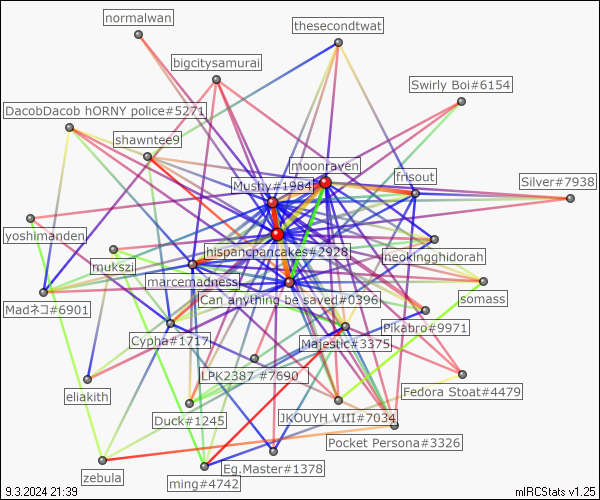 normalwan
thesecondtwat
bigcitysamurai
Swirly Boi#6154
DacobDacob hORNY police#5271
shawntee9
moonraven
frisout
Mushy#1984
Silver#7938
yoshimanden
hispancpancakes#2928
neokingghidorah
mukszi
marcemadness
Can anything be saved#0396
somass
Madネコ#6901
Pikabro#9971
Cypha#1717
Majestic#3375
LPK2387 #7690
Fedora Stoat#4479
eliakith
Duck#1245
JKOUYH VIII#7034
Pocket Persona#3326
Eg.Master#1378
zebula
ming#4742
9.3.2024 21:39
mIRCStats v1.25